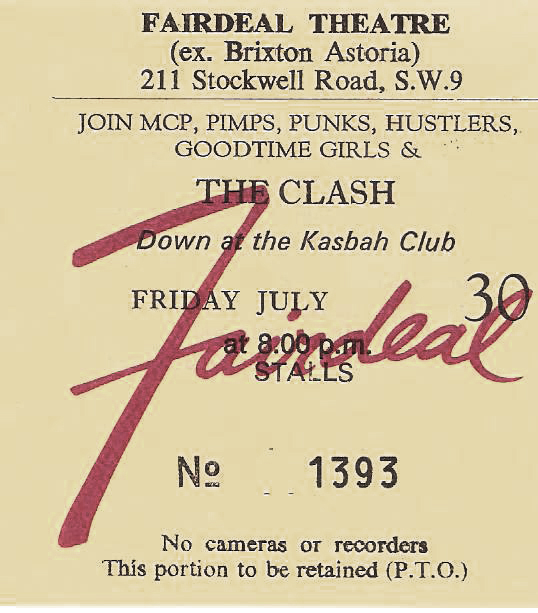 FAIRDEAL THEATRE
(ex. Brixton Astoria)
211 Stockwell Road, S.W.9
JOIN MCP, PIMPS, PUNKS, HUSTLERS,
GOODTIME GIRLS &
THE CLASH
Down at the Kasbah Club
FRIDAY JULY 30
at 8.00 p.m.
STALLS
Fairdeal
Nº 1393
No cameras or recorders
This portion to be retained (P.T.O.)